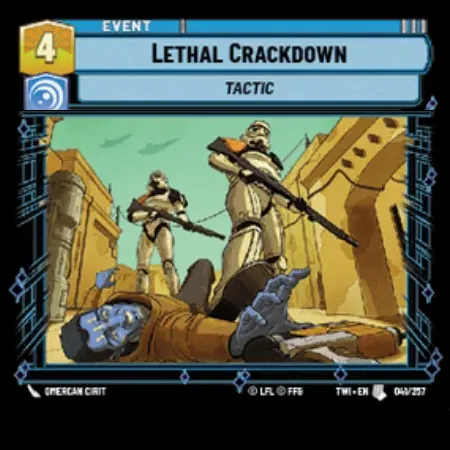 EVENT
4
LETHAL CRACKDOWN
TACTIC
OMERCAN CIRIT
© LFL © FFG
TWI • EN
041/257